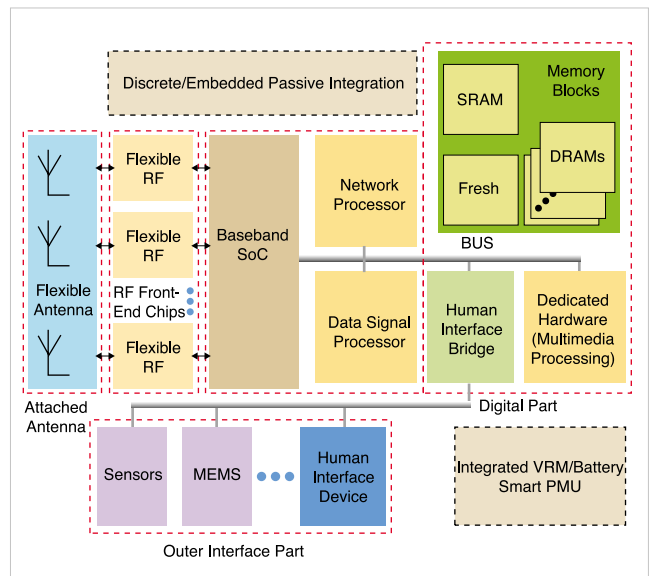 Discrete/Embedded Passive Integration
Memory
Blocks
SRAM
DRAMs
Fresh
BUS
Flexible
RF
Flexible
RF
RF Front-
End Chips
Flexible
RF
Flexible
Antenna
Attached
Antenna
Baseband
SoC
Network
Processor
Data Signal
Processor
Human
Interface
Bridge
Dedicated
Hardware
(Multimedia
Processing)
Digital Part
Sensors
MEMS
Human
Interface
Device
Outer Interface Part
Integrated VRM/Battery
Smart PMU